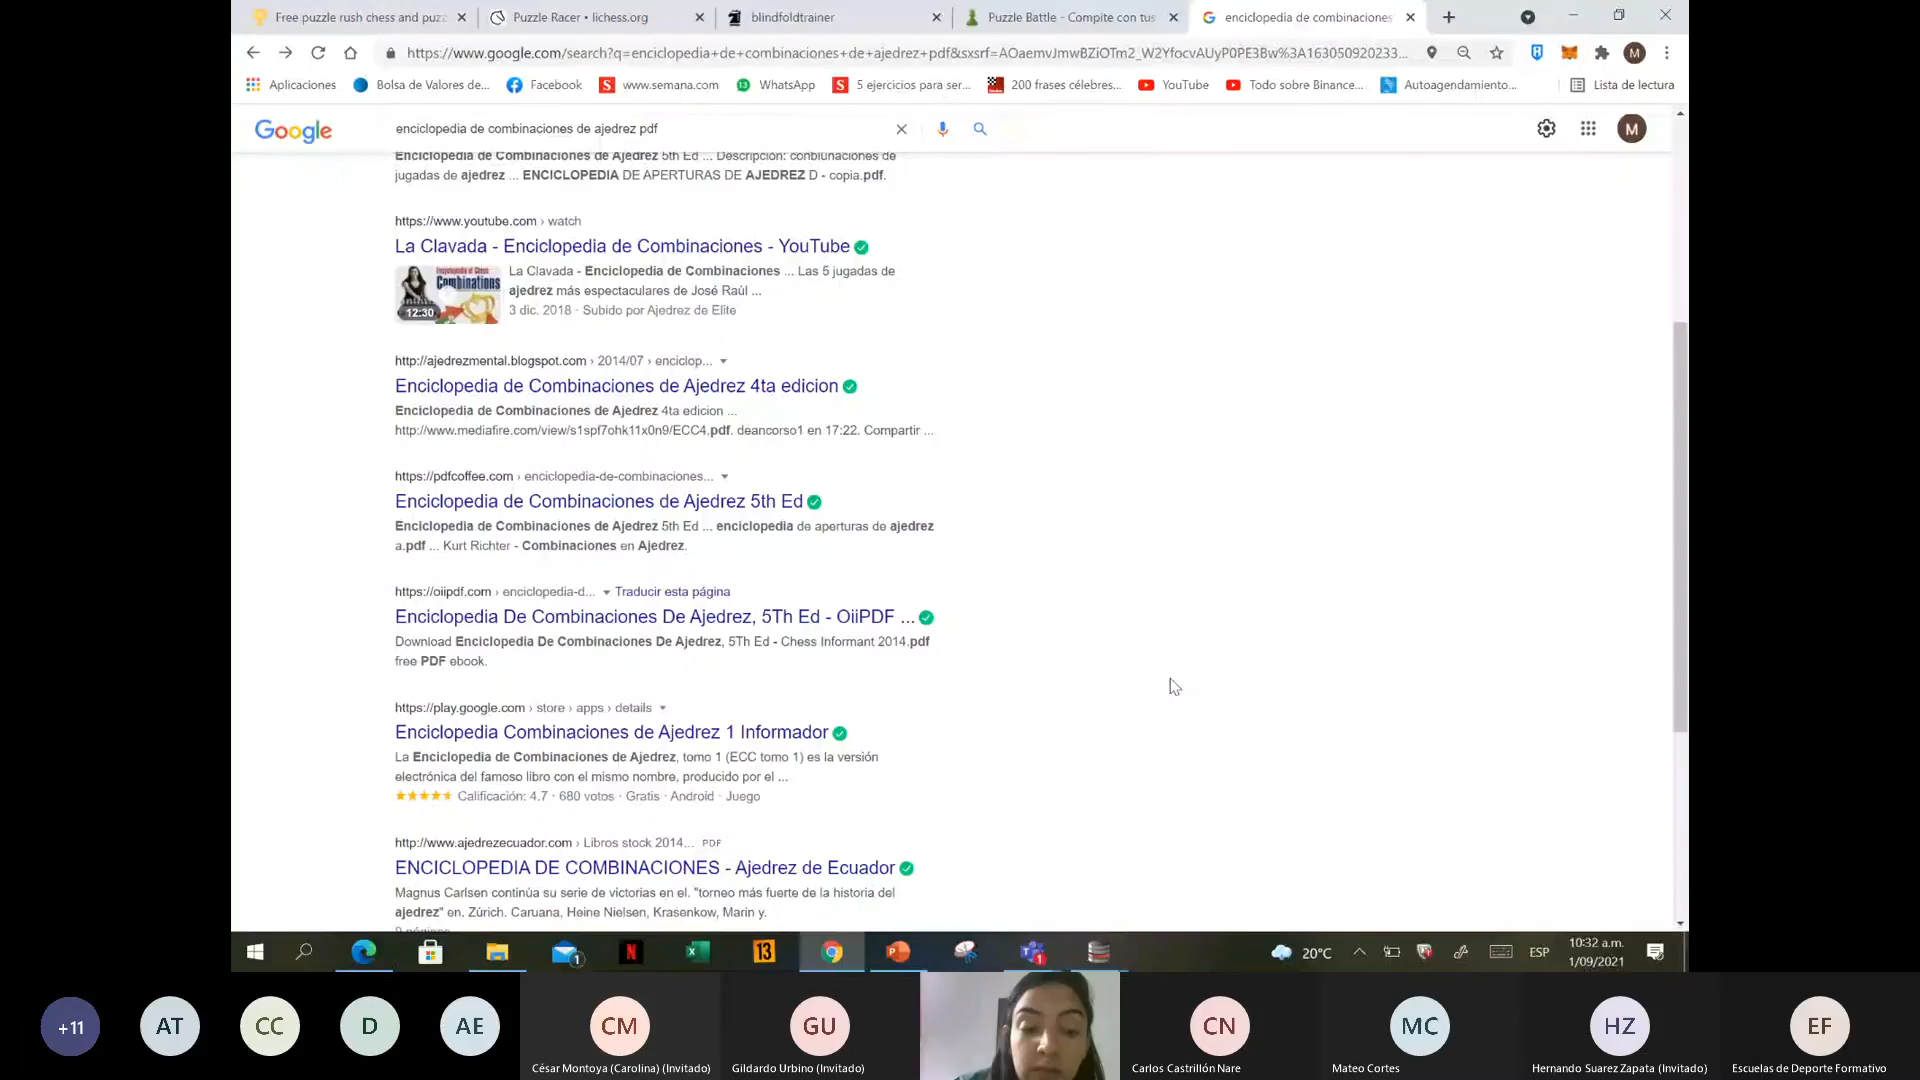 Free puzzle rush chess and puzz
Puzzle Racer • lichess.org
blindfoldtrainer
Puzzle Battle - Compite con tus
enciclopedia de combinaciones
https://www.google.com/search?q=enciclopedia+de+combinaciones+de+ajedrez+pdf&sxsrf=AOaemvJmwBZiOTm2_W2YfocvAUyP0PE3Bw%3A163050920233...
M
Aplicaciones
Bolsa de Valores de...
Facebook
www.semana.com
WhatsApp
5 ejercicios para ser...
200 frases célebres...
YouTube
Todo sobre Binance...
Autoagendamiento...
Lista de lectura
Google
enciclopedia de combinaciones de ajedrez pdf
M
Enciclopedia de Combinaciones de Ajedrez 5th Ed ... Descripción: conbiunaciones de
jugadas de ajedrez ... ENCICLOPEDIA DE APERTURAS DE AJEDREZ D - copia.pdf.
https://www.youtube.com › watch
La Clavada - Enciclopedia de Combinaciones - YouTube
Combinations
12:30
La Clavada - Enciclopedia de Combinaciones ... Las 5 jugadas de
ajedrez más espectaculares de José Raúl ...
3 dic. 2018 · Subido por Ajedrez de Elite
http://ajedrezmental.blogspot.com › 2014/07 › enciclop...
Enciclopedia de Combinaciones de Ajedrez 4ta edicion
Enciclopedia de Combinaciones de Ajedrez 4ta edicion ...
http://www.mediafire.com/view/s1spf7ohk11x0n9/ECC4.pdf. deancorso1 en 17:22. Compartir ...
https://pdfcoffee.com › enciclopedia-de-combinaciones...
Enciclopedia de Combinaciones de Ajedrez 5th Ed
Enciclopedia de Combinaciones de Ajedrez 5th Ed ... enciclopedia de aperturas de ajedrez
a.pdf ... Kurt Richter - Combinaciones en Ajedrez.
https://oiipdf.com › enciclopedia-d... Traducir esta página
Enciclopedia De Combinaciones De Ajedrez, 5Th Ed - OiiPDF ...
Download Enciclopedia De Combinaciones De Ajedrez, 5Th Ed - Chess Informant 2014.pdf
free PDF ebook.
https://play.google.com › store › apps › details
Enciclopedia Combinaciones de Ajedrez 1 Informador
La Enciclopedia de Combinaciones de Ajedrez, tomo 1 (ECC tomo 1) es la versión
electrónica del famoso libro con el mismo nombre, producido por el ...
Calificación: 4.7 · 680 votos · Gratis · Android · Juego
http://www.ajedrezecuador.com › Libros stock 2014... PDF
ENCICLOPEDIA DE COMBINACIONES - Ajedrez de Ecuador
Magnus Carlsen continúa su serie de victorias en el. "torneo más fuerte de la historia del
ajedrez" en. Zúrich. Caruana, Heine Nielsen, Krasenkow, Marin y.
1
13
1
20°C
ESP
10:32 a.m.
1/09/2021
+11
AT
CC
D
AE
CM
César Montoya (Carolina) (Invitado)
GU
Gildardo Urbino (Invitado)
CN
Carlos Castrillón Nare
MC
Mateo Cortes
HZ
Hernando Suarez Zapata (Invitado)
EF
Escuelas de Deporte Formativo